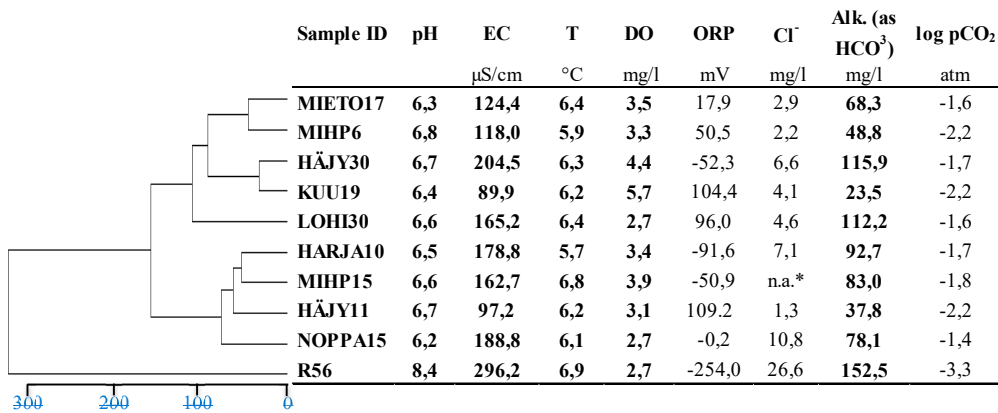 Sample ID pH EC T DO ORP Cl⁻ Alk. (as HCO³) log pCO₂
µS/cm °C mg/l mV mg/l mg/l atm
MIETO17 6,3 124,4 6,4 3,5 17,9 2,9 68,3 -1,6
MIHP6 6,8 118,0 5,9 3,3 50,5 2,2 48,8 -2,2
HÄJY30 6,7 204,5 6,3 4,4 -52,3 6,6 115,9 -1,7
KUU19 6,4 89,9 6,2 5,7 104,4 4,1 23,5 -2,2
LOHI30 6,6 165,2 6,4 2,7 96,0 4,6 112,2 -1,6
HARJA10 6,5 178,8 5,7 3,4 -91,6 7,1 92,7 -1,7
MIHP15 6,6 162,7 6,8 3,9 -50,9 n.a.* 83,0 -1,8
HÄJY11 6,7 97,2 6,2 3,1 109.2 1,3 37,8 -2,2
NOPPA15 6,2 188,8 6,1 2,7 -0,2 10,8 78,1 -1,4
R56 8,4 296,2 6,9 2,7 -254,0 26,6 152,5 -3,3
300 200 100 0